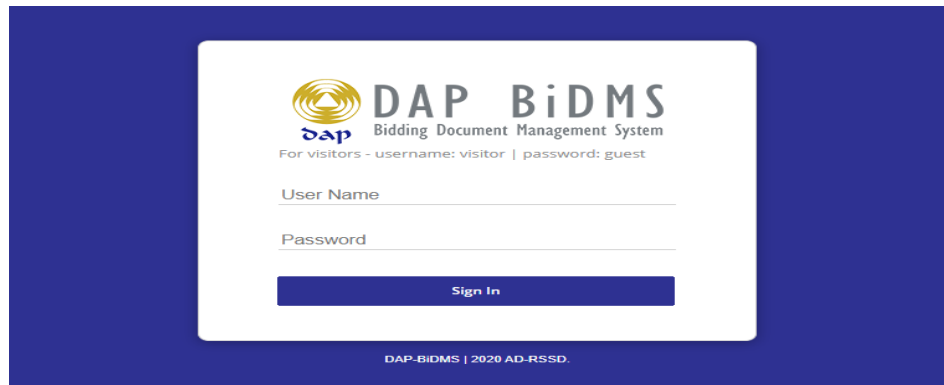 DAP BiDMS
dap
Bidding Document Management System
For visitors - username: visitor | password: guest
User Name
Password
Sign In
DAP-BiDMS | 2020 AD-RSSD.